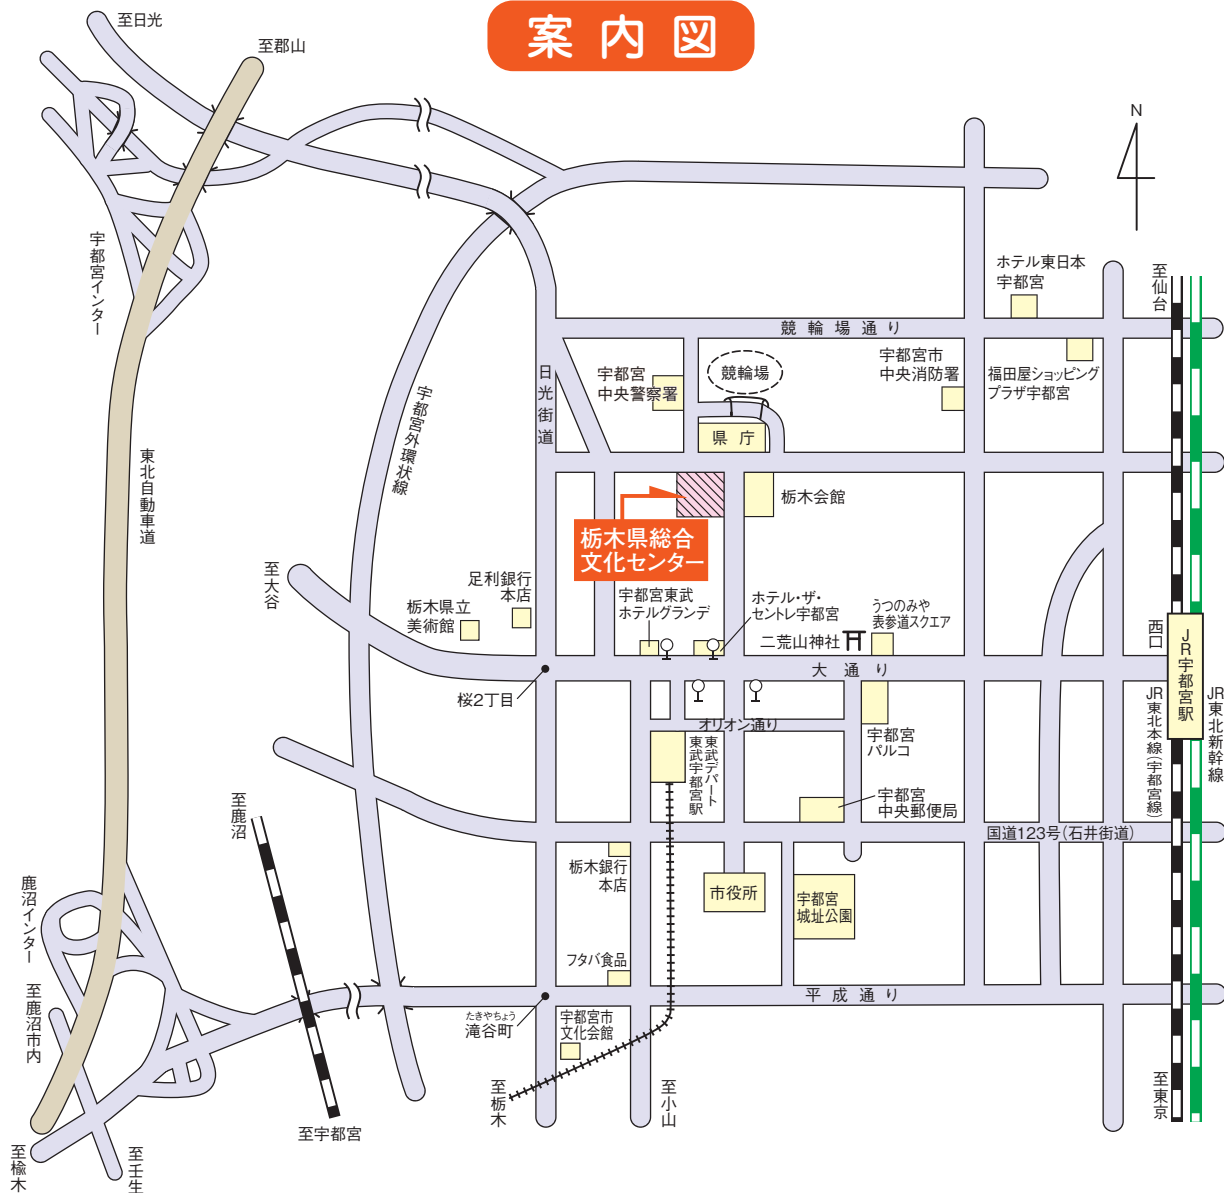 案内図
至日光
至郡山
N
宇都宮インター
ホテル東日本
宇都宮
至仙台
競輪場通り
日光街道
宇都宮
中央警察署
競輪場
宇都宮市
中央消防署
福田屋ショッピング
プラザ宇都宮
宇都宮外環状線
県庁
東北自動車道
栃木会館
栃木県総合
文化センター
至大谷
足利銀行
本店
栃木県立
美術館
宇都宮東武
ホテルグランデ
ホテル・ザ・
セントレ宇都宮
二荒山神社
うつのみや
表参道スクエア
西口
JR宇都宮駅
大通り
桜2丁目
オリオン通り
JR東北本線(宇都宮線)
JR東北新幹線
東武デパート
東武宇都宮駅
宇都宮
パルコ
至鹿沼
宇都宮
中央郵便局
国道123号(石井街道)
栃木銀行
本店
市役所
宇都宮
城址公園
鹿沼インター
フタバ食品
至鹿沼市内
平成通り
たきやちょう
滝谷町
宇都宮市
文化会館
至栃木
至小山
至東京
至宇都宮
至楡木
至壬生